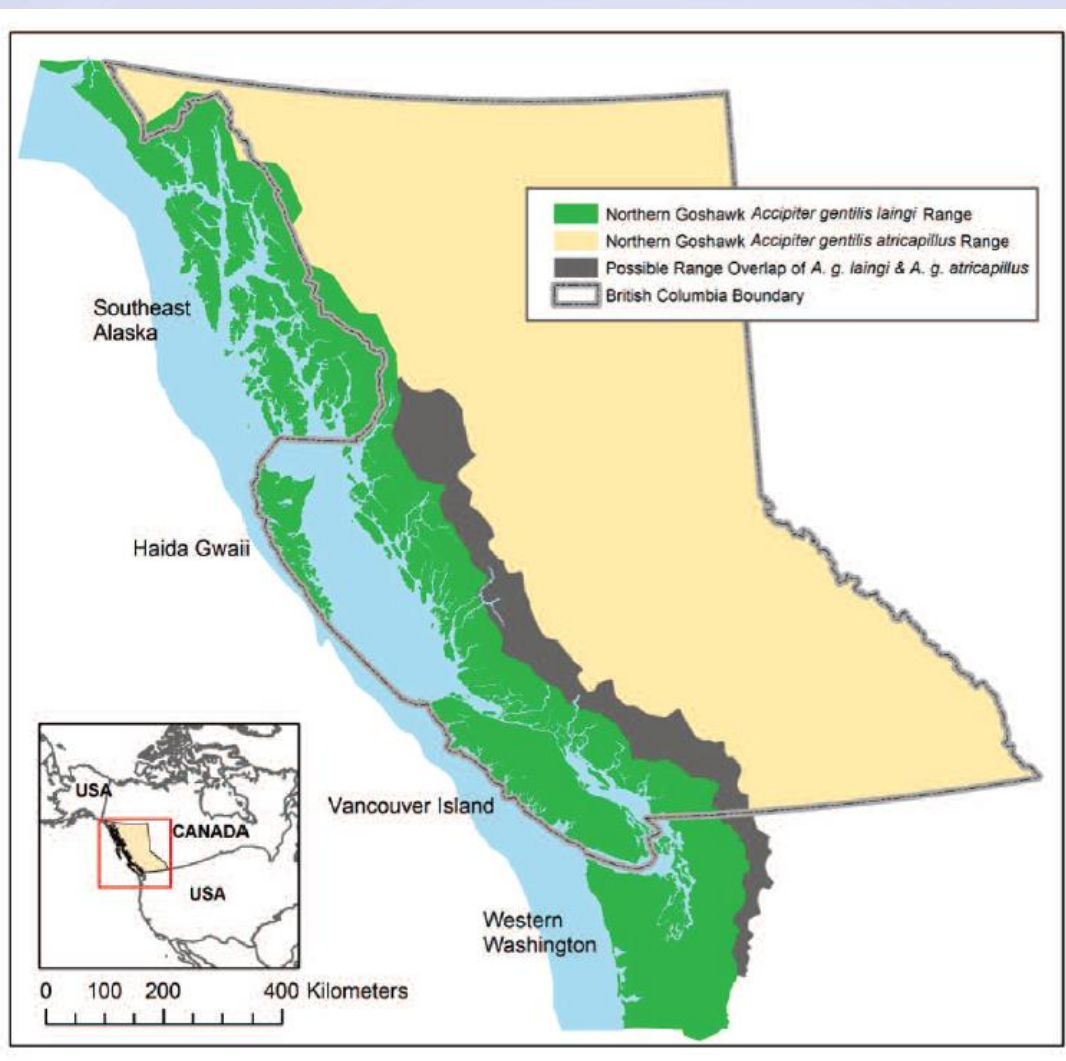 Northern Goshawk Accipiter gentilis laingi Range
Northern Goshawk Accipiter gentilis atricapillus Range
Possible Range Overlap of A. g. laingi & A. g. atricapillus
British Columbia Boundary
Southeast
Alaska
Haida Gwaii
Vancouver Island
Western
Washington
USA
CANADA
USA
0 100 200 400 Kilometers